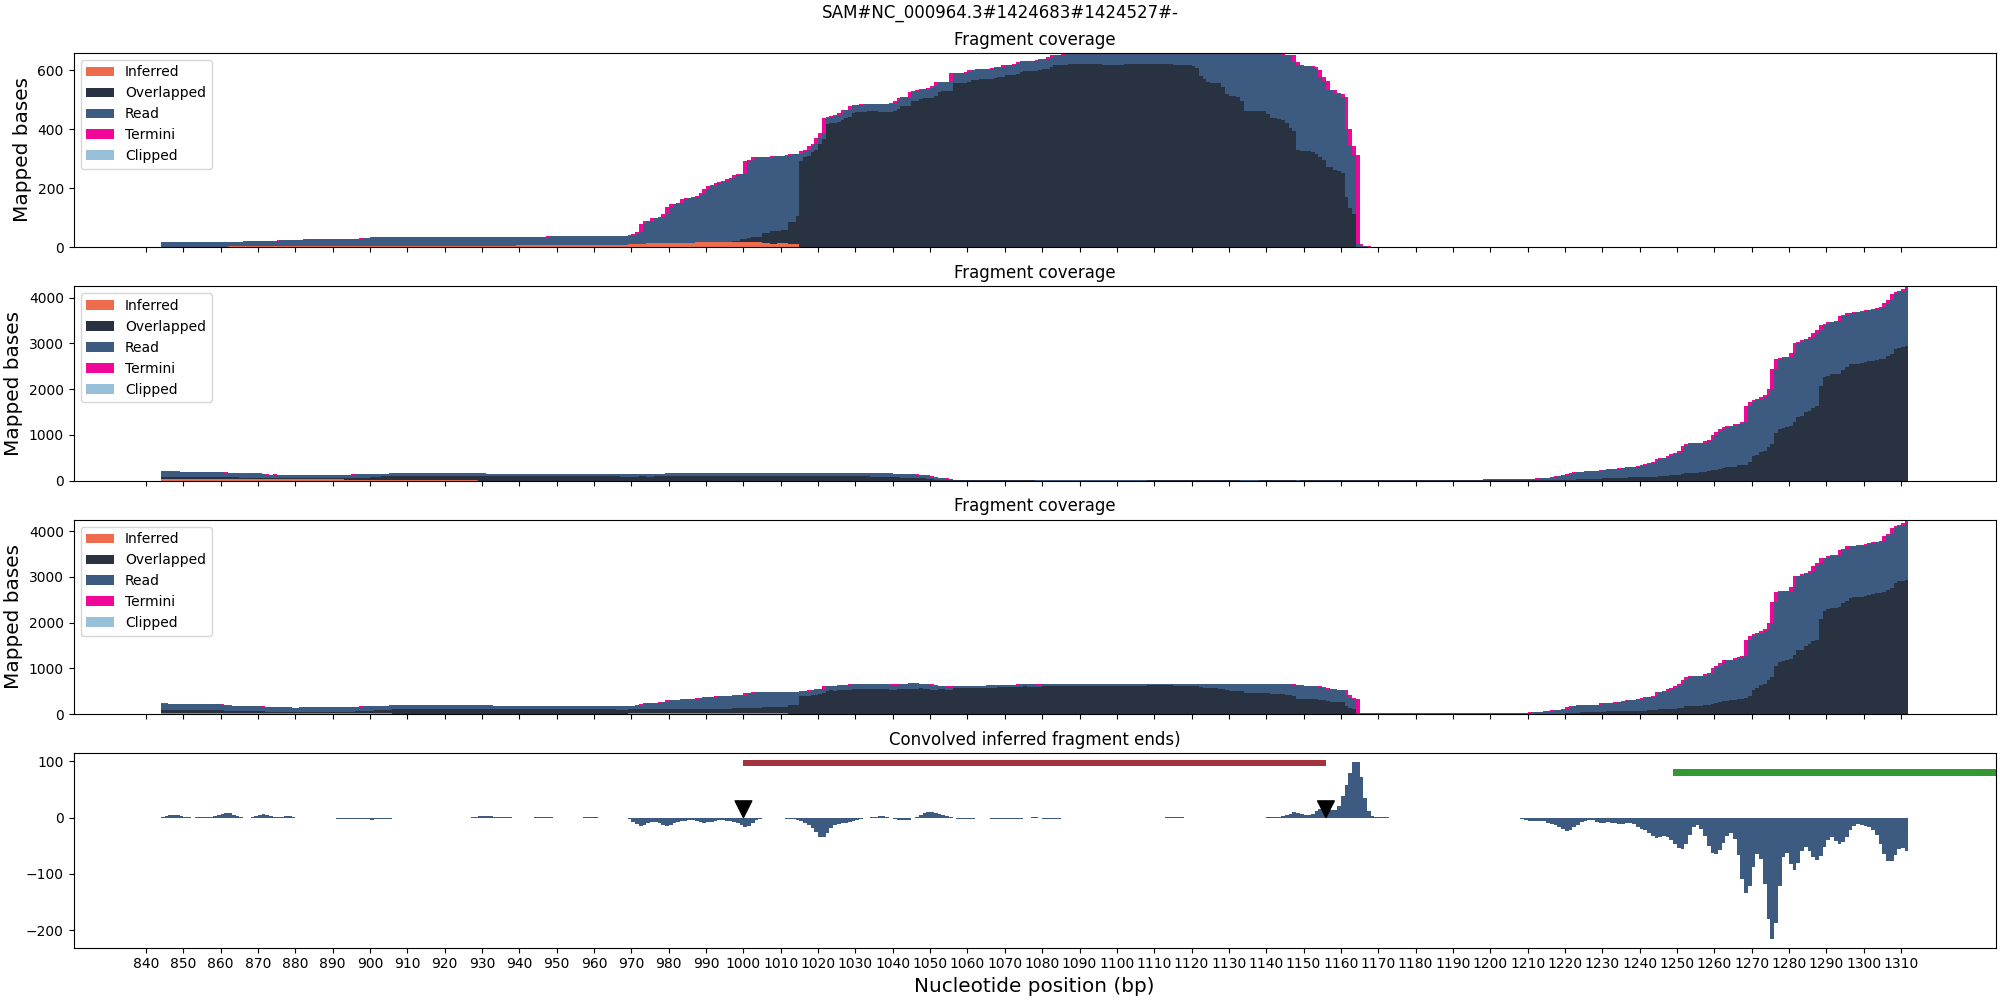 SAM#NC_000964.3#1424683#1424527#-
Fragment coverage
Mapped bases
600
400
200
0
Inferred
Overlapped
Read
Termini
Clipped
Fragment coverage
Mapped bases
4000
3000
2000
1000
0
Inferred
Overlapped
Read
Termini
Clipped
Fragment coverage
Mapped bases
4000
3000
2000
1000
0
Inferred
Overlapped
Read
Termini
Clipped
Convolved inferred fragment ends)
100
0
−100
−200
840 850 860 870 880 890 900 910 920 930 940 950 960 970 980 990 1000 1010 1020 1030 1040 1050 1060 1070 1080 1090 1100 1110 1120 1130 1140 1150 1160 1170 1180 1190 1200 1210 1220 1230 1240 1250 1260 1270 1280 1290 1300 1310
Nucleotide position (bp)